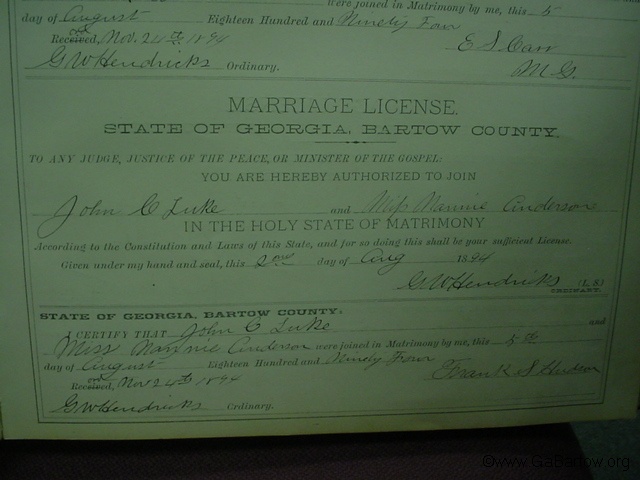 were joined in Matrimony by me, this 5
day of August Eighteen Hundred and Ninety Four
Received, Nov. 24th 1894 E S Carr
GW Hendricks Ordinary. M G.
MARRIAGE LICENSE.
STATE OF GEORGIA, BARTOW COUNTY.
TO ANY JUDGE, JUSTICE OF THE PEACE, OR MINISTER OF THE GOSPEL:
YOU ARE HEREBY AUTHORIZED TO JOIN
John C Luke and Miss Nannie Anderson
IN THE HOLY STATE OF MATRIMONY
According to the Constitution and Laws of this State, and for so doing this shall be your sufficient License.
Given under my hand and seal, this 2nd day of Aug 1894
GW Hendricks (L. S.)
ORDINARY.
STATE OF GEORGIA, BARTOW COUNTY:
I CERTIFY THAT John C Luke and
Miss Nannie Anderson were joined in Matrimony by me, this 5th
day of August Eighteen Hundred and Ninety Four
Received, Nov 24th 1894 Frank S. Hudson
GW Hendricks Ordinary.
©www.GaBartow.org